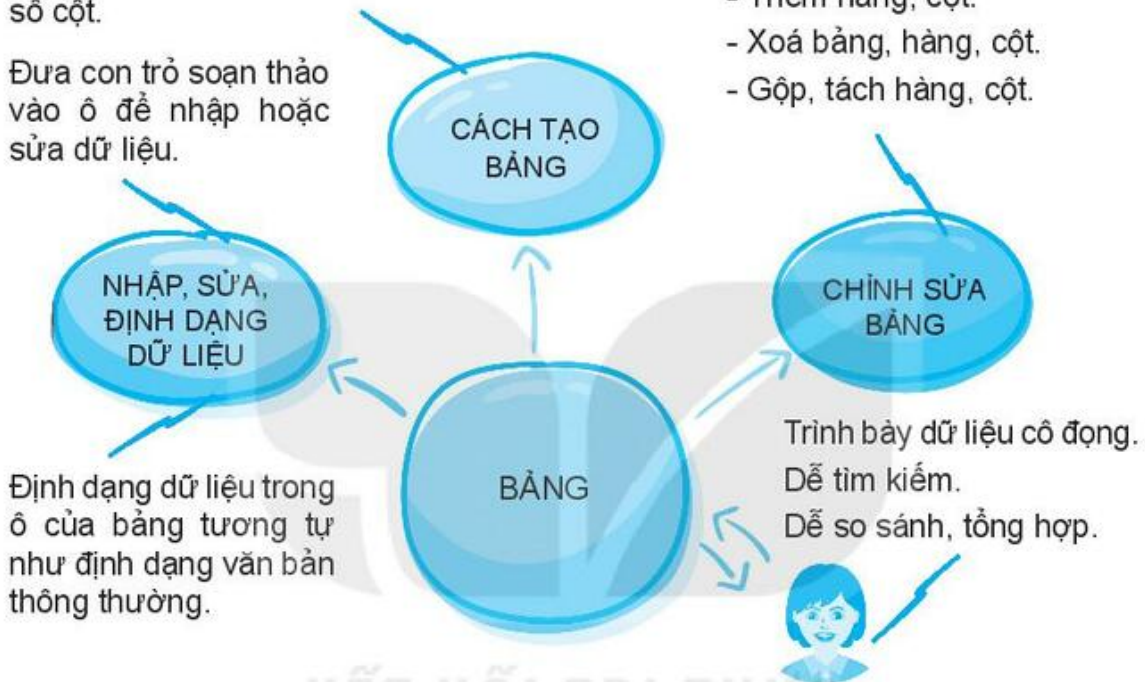 số cột.
Đưa con trỏ soạn thảo
vào ô để nhập hoặc
sửa dữ liệu.
- Thêm hàng, cột.
- Xoá bảng, hàng, cột.
- Gộp, tách hàng, cột.
CÁCH TẠO
BẢNG
NHẬP, SỬA,
ĐỊNH DẠNG
DỮ LIỆU
CHỈNH SỬA
BẢNG
BẢNG
Trình bày dữ liệu cô đọng.
Dễ tìm kiếm.
Dễ so sánh, tổng hợp.
Định dạng dữ liệu trong
ô của bảng tương tự
như định dạng văn bản
thông thường.